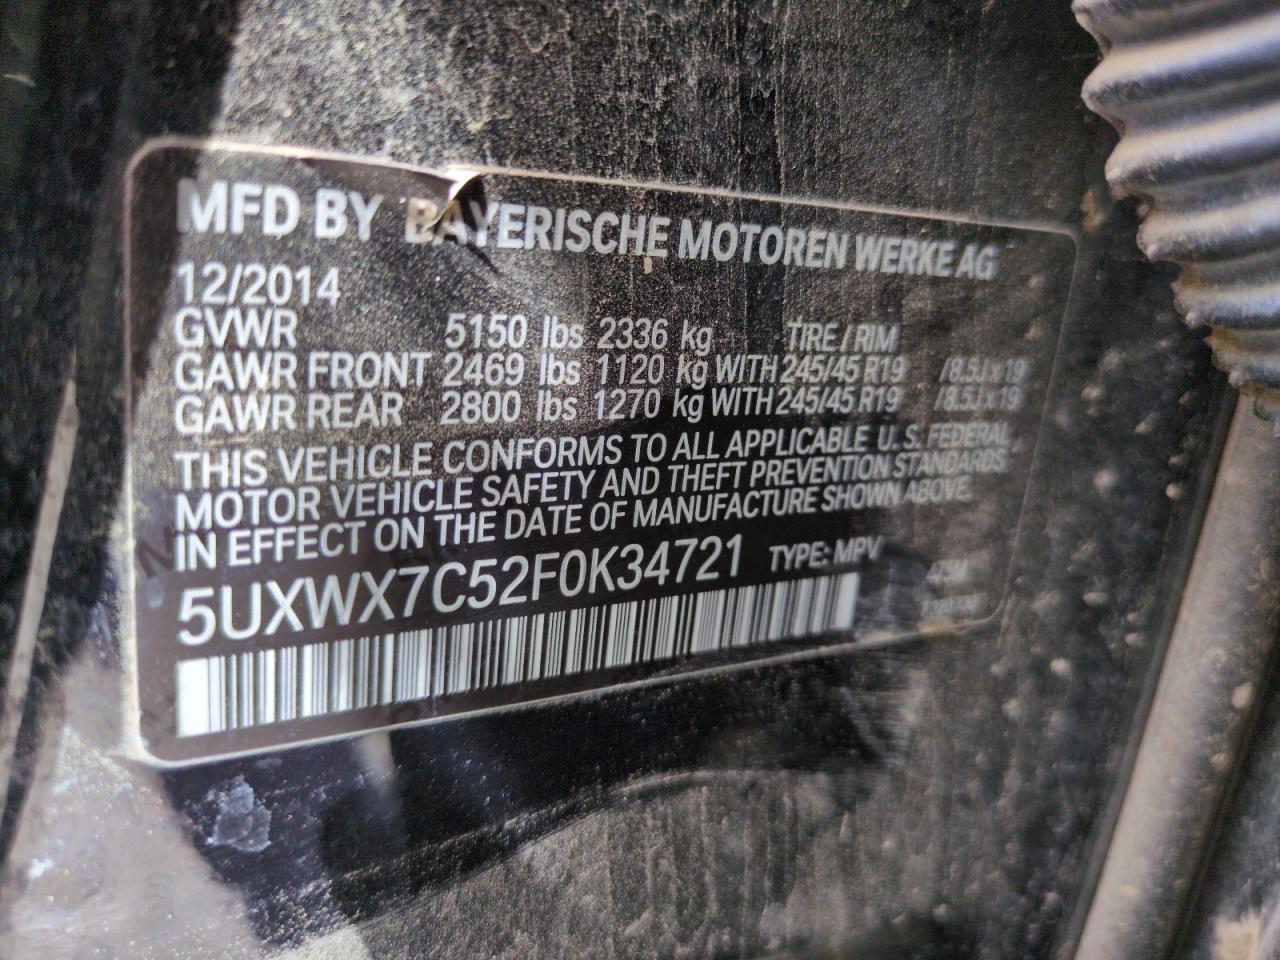 MFD BY BAYERISCHE MOTOREN WERKE AG
12/2014
GVWR 5150 lbs 2336 kg TIRE / RIM
GAWR FRONT 2469 lbs 1120 kg WITH 245/45 R19 /8.5J x 19
GAWR REAR 2800 lbs 1270 kg WITH 245/45 R19 /8.5J x 19
THIS VEHICLE CONFORMS TO ALL APPLICABLE U.S. FEDERAL,
MOTOR VEHICLE SAFETY AND THEFT PREVENTION STANDARDS
IN EFFECT ON THE DATE OF MANUFACTURE SHOWN ABOVE.
5UXWX7C52F0K34721 TYPE: MPV